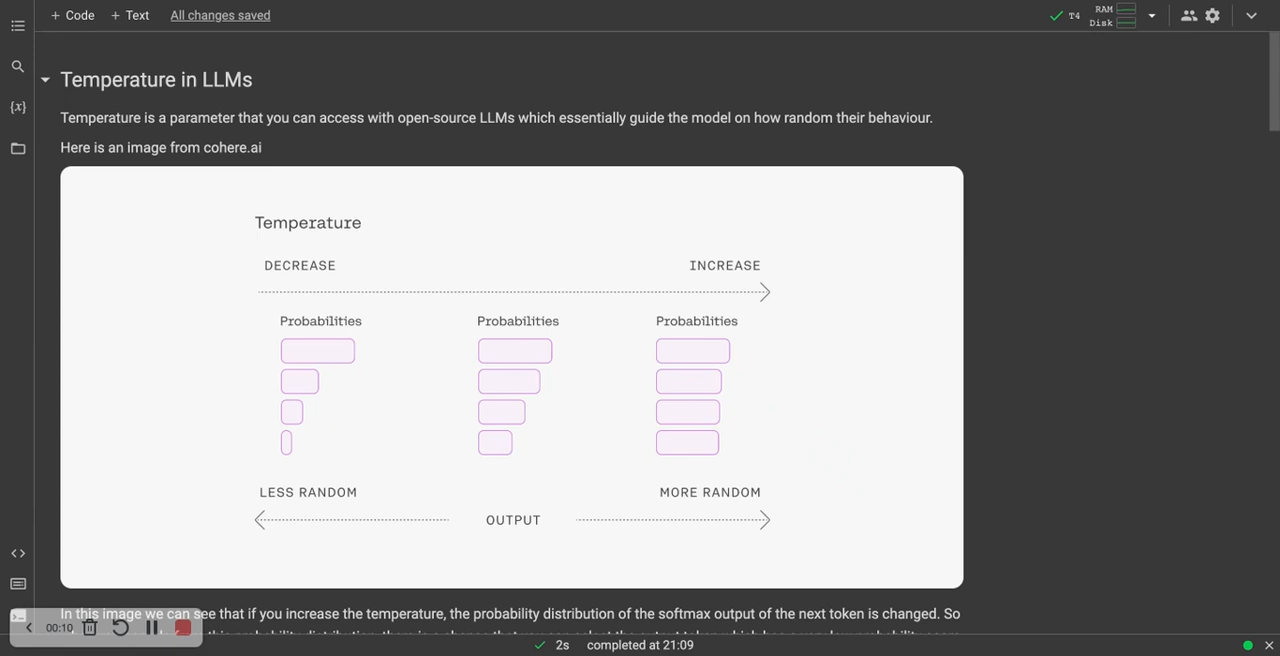 + Code + Text All changes saved
T4 RAM
Disk
{x}
Temperature in LLMs
Temperature is a parameter that you can access with open-source LLMs which essentially guide the model on how random their behaviour.
Here is an image from cohere.ai
Temperature
DECREASE INCREASE
Probabilities Probabilities Probabilities
LESS RANDOM MORE RANDOM
OUTPUT
In this image we can see that if you increase the temperature, the probability distribution of the softmax output of the next token is changed. So
00:10
2s completed at 21:09